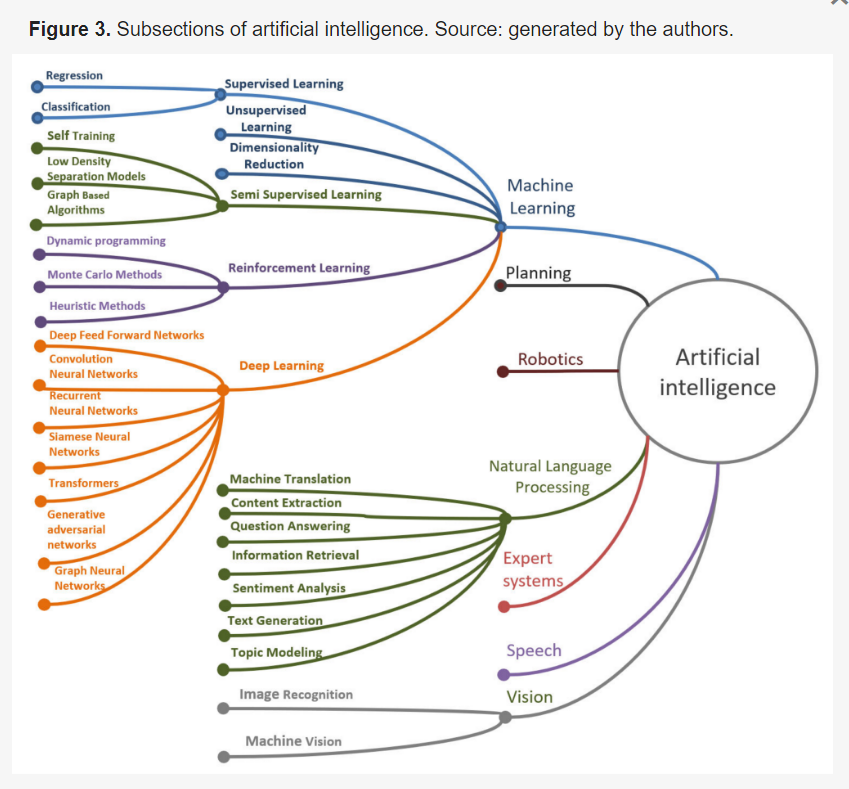 Figure 3. Subsections of artificial intelligence. Source: generated by the authors.
Regression
Classification
Self Training
Low Density
Separation Models
Graph Based
Algorithms
Dynamic programming
Monte Carlo Methods
Heuristic Methods
Deep Feed Forward Networks
Convolution
Neural Networks
Recurrent
Neural Networks
Siamese Neural
Networks
Transformers
Generative
adversarial
networks
Graph Neural
Networks
Supervised Learning
Unsupervised
Learning
Dimensionality
Reduction
Semi Supervised Learning
Reinforcement Learning
Deep Learning
Machine Translation
Content Extraction
Question Answering
Information Retrieval
Sentiment Analysis
Text Generation
Topic Modeling
Image Recognition
Machine Vision
Machine
Learning
Planning
Robotics
Natural Language
Processing
Expert
systems
Speech
Vision
Artificial
intelligence